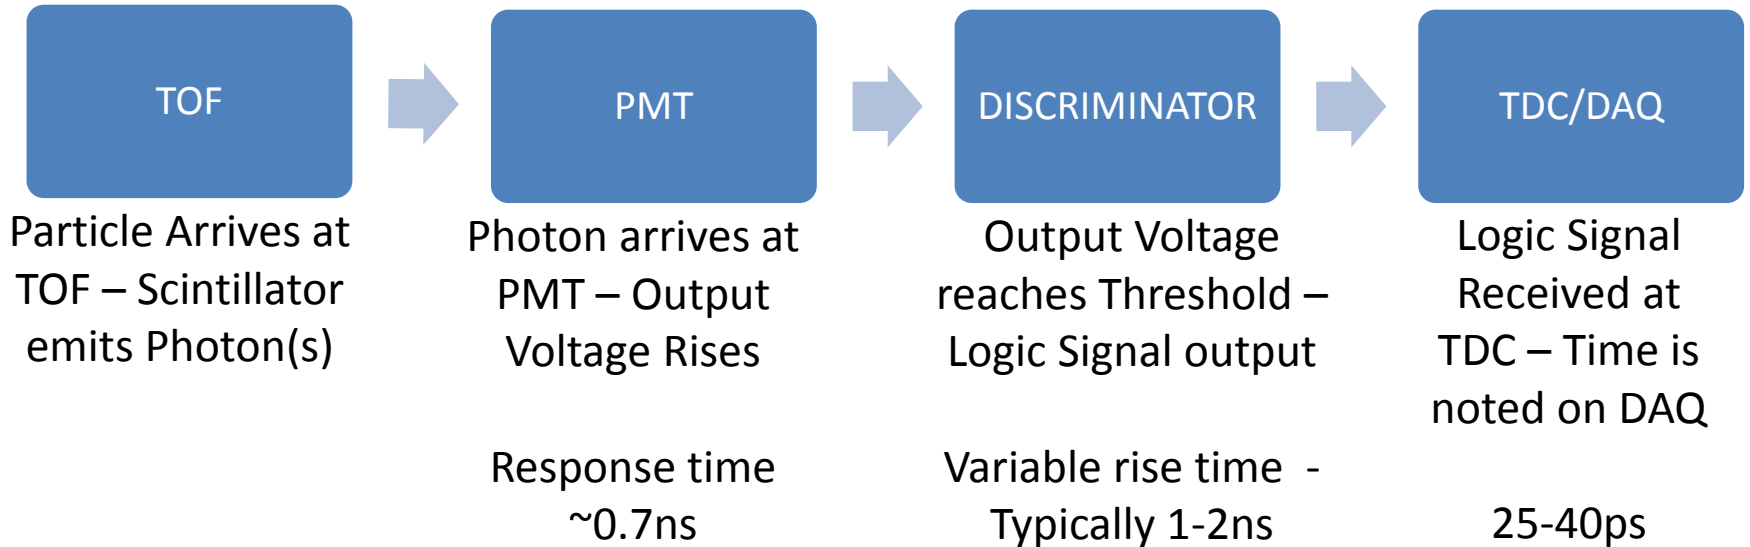 TOF
Particle Arrives at
TOF – Scintillator
emits Photon(s)
PMT
Photon arrives at
PMT – Output
Voltage Rises
Response time
~0.7ns
DISCRIMINATOR
Output Voltage
reaches Threshold –
Logic Signal output
Variable rise time -
Typically 1-2ns
TDC/DAQ
Logic Signal
Received at
TDC – Time is
noted on DAQ
25-40ps